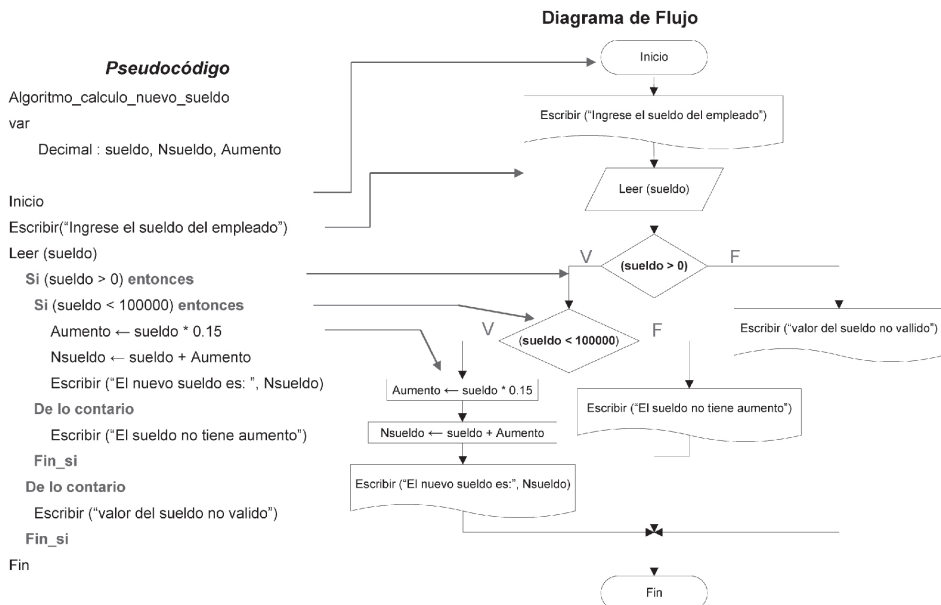 Diagrama de Flujo
Pseudocódigo
Algoritmo_calculo_nuevo_sueldo
var
Decimal : sueldo, Nsueldo, Aumento
Inicio
Escribir(“Ingrese el sueldo del empleado”)
Leer (sueldo)
Si (sueldo > 0) entonces
Si (sueldo < 100000) entonces
Aumento ← sueldo * 0.15
Nsueldo ← sueldo + Aumento
Escribir (“El nuevo sueldo es: ”, Nsueldo)
De lo contario
Escribir (“El sueldo no tiene aumento”)
Fin_si
De lo contario
Escribir (“valor del sueldo no valido”)
Fin_si
Fin
Inicio
Escribir (“Ingrese el sueldo del empleado”)
Leer (sueldo)
V
(sueldo > 0)
F
V
(sueldo < 100000)
F
Escribir (“valor del sueldo no vallido”)
Aumento ← sueldo * 0.15
Escribir (“El sueldo no tiene aumento”)
Nsueldo ← sueldo + Aumento
Escribir (“El nuevo sueldo es:”, Nsueldo)
Fin